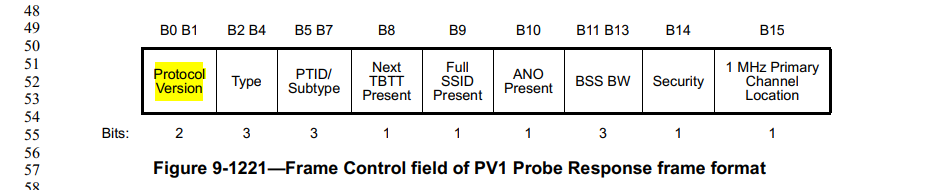 48
49
50
51
52
53
54
55
56
57
58
B0 B1 B2 B4 B5 B7 B8 B9 B10 B11 B13 B14 B15
Protocol Version Type PTID/ Subtype Next TBTT Present Full SSID Present ANO Present BSS BW Security 1 MHz Primary Channel Location
Bits: 2 3 3 1 1 1 3 1 1
Figure 9-1221—Frame Control field of PV1 Probe Response frame format